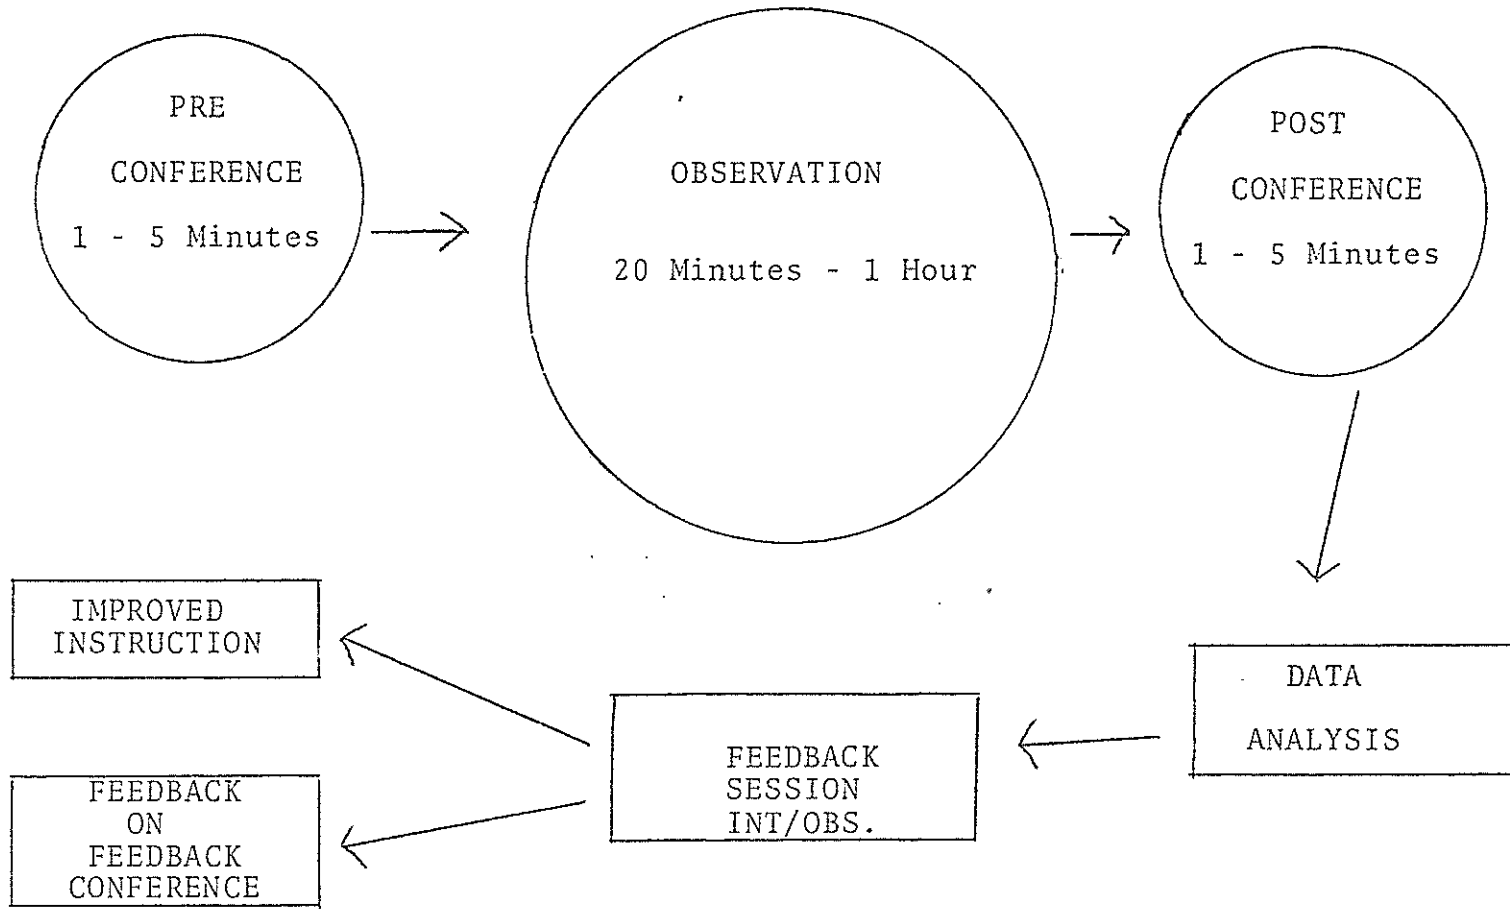 PRE
CONFERENCE
1 - 5 Minutes
OBSERVATION
20 Minutes - 1 Hour
POST
CONFERENCE
1 - 5 Minutes
DATA
ANALYSIS
FEEDBACK
SESSION
INT/OBS.
IMPROVED
INSTRUCTION
FEEDBACK
ON
FEEDBACK
CONFERENCE